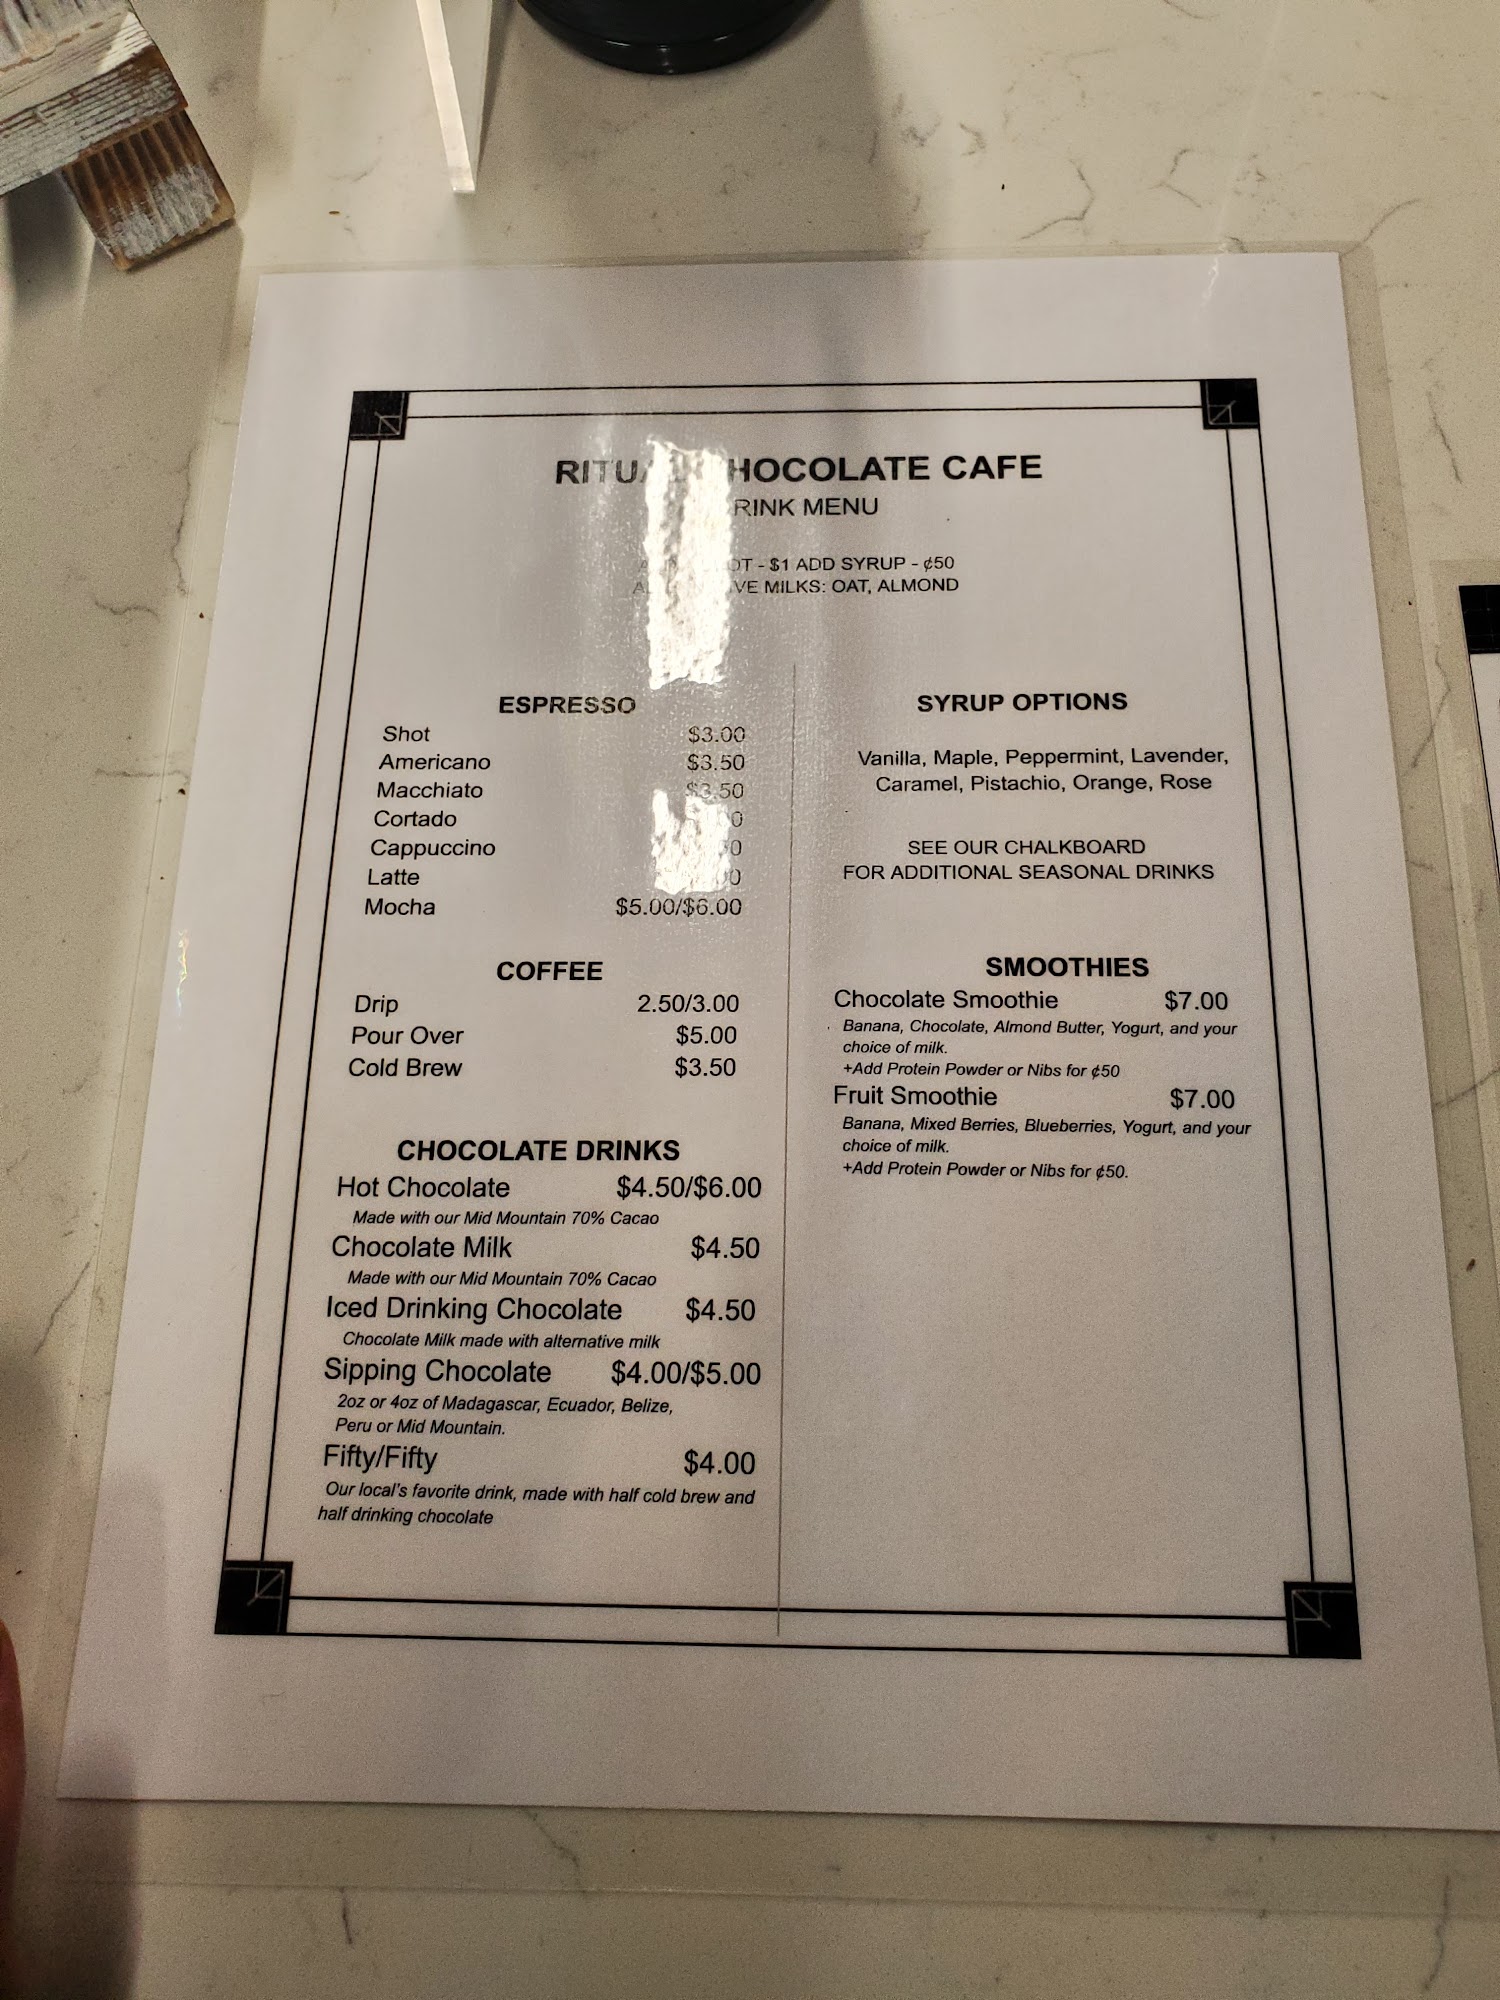 HOCOLATE CAFE
RINK MENU
- $1 ADD SYRUP - ¢50
MILKS: OAT, ALMOND
ESPRESSO
Shot $3.00
Americano $3.50
Macchiato $3.50
Cortado
Cappuccino
Latte
Mocha $5.00/$6.00
COFFEE
Drip 2.50/3.00
Pour Over $5.00
Cold Brew $3.50
CHOCOLATE DRINKS
Hot Chocolate $4.50/$6.00
Made with our Mid Mountain 70% Cacao
Chocolate Milk $4.50
Made with our Mid Mountain 70% Cacao
Iced Drinking Chocolate $4.50
Chocolate Milk made with alternative milk
Sipping Chocolate $4.00/$5.00
2oz or 4oz of Madagascar, Ecuador, Belize,
Peru or Mid Mountain.
Fifty/Fifty $4.00
Our local's favorite drink, made with half cold brew and
half drinking chocolate
SYRUP OPTIONS
Vanilla, Maple, Peppermint, Lavender,
Caramel, Pistachio, Orange, Rose
SEE OUR CHALKBOARD
FOR ADDITIONAL SEASONAL DRINKS
SMOOTHIES
Chocolate Smoothie $7.00
Banana, Chocolate, Almond Butter, Yogurt, and your
choice of milk.
+Add Protein Powder or Nibs for ¢50
Fruit Smoothie $7.00
Banana, Mixed Berries, Blueberries, Yogurt, and your
choice of milk.
+Add Protein Powder or Nibs for ¢50.